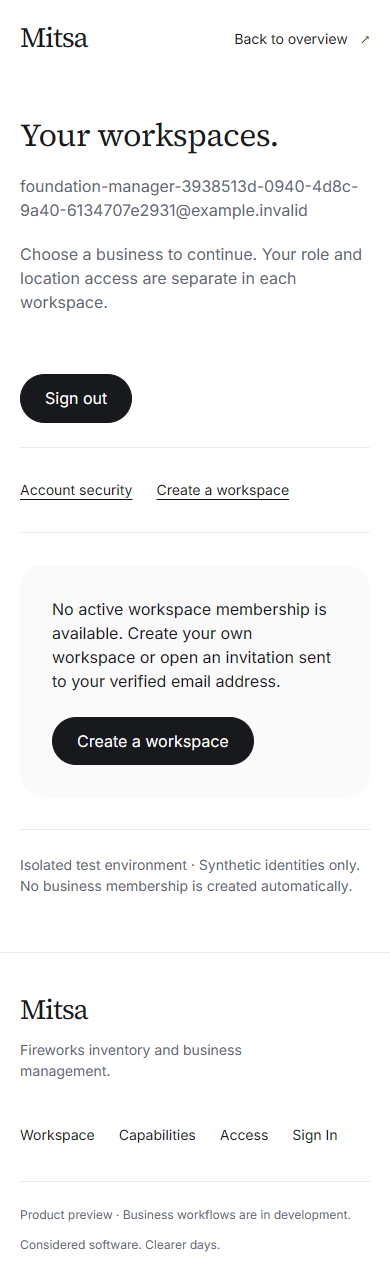 Mitsa
Back to overview ↗
Your workspaces.
foundation-manager-3938513d-0940-4d8c-
9a40-6134707e2931@example.invalid
Choose a business to continue. Your role and
location access are separate in each
workspace.
Sign out
Account security Create a workspace
No active workspace membership is
available. Create your own
workspace or open an invitation sent
to your verified email address.
Create a workspace
Isolated test environment · Synthetic identities only.
No business membership is created automatically.
Mitsa
Fireworks inventory and business
management.
Workspace Capabilities Access Sign In
Product preview · Business workflows are in development.
Considered software. Clearer days.